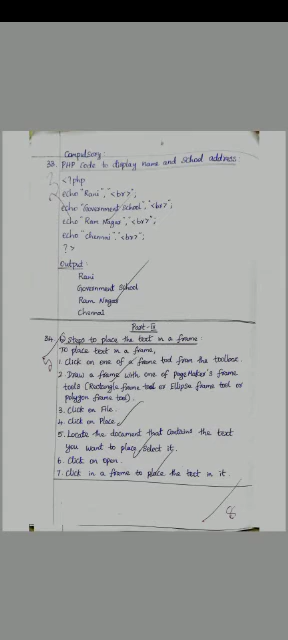 Compulsory:
33. PHP code to display name and school address:
<?php
echo "Rani","<br>";
echo "Government School","<br>";
echo "Ram Nagar","<br>";
echo "chennai","<br>";
?>
Output:
Rani
Government School
Ram Nagar
Chennai
Part-IV
34. Steps to place the text in a frame:
To place text in a frame,
1. Click on one of a frame tool from the toolbox.
2. Draw a frame with one of PageMaker's frame
tools (Rectangle frame tool or Ellipse frame tool or
polygon frame tool).
3. Click on File.
4. Click on Place.
5. Locate the document that contains the text
you want to place, select it.
6. Click on Open.
7. Click in a frame to place the text in it.
8